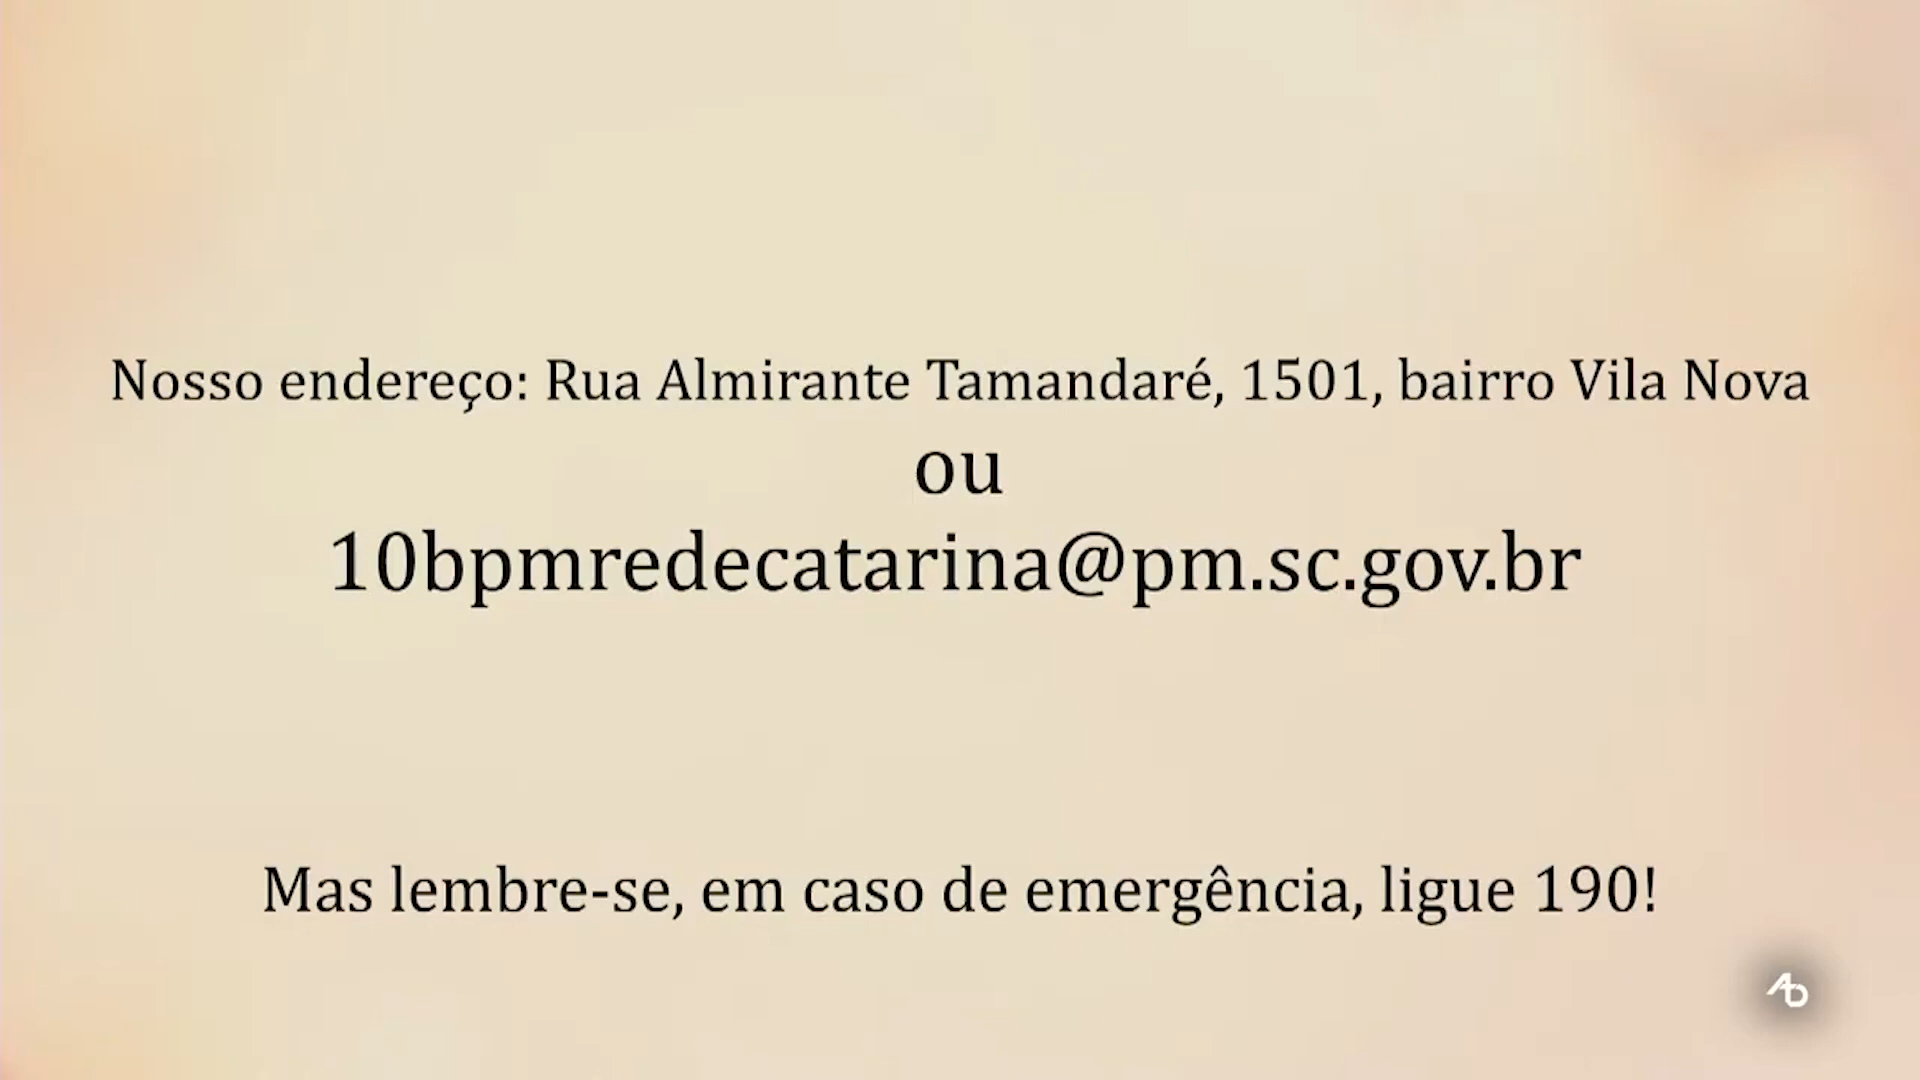 Nosso endereço: Rua Almirante Tamandaré, 1501, bairro Vila Nova
ou
10bpmredecatarina@pm.sc.gov.br
Mas lembre-se, em caso de emergência, ligue 190!